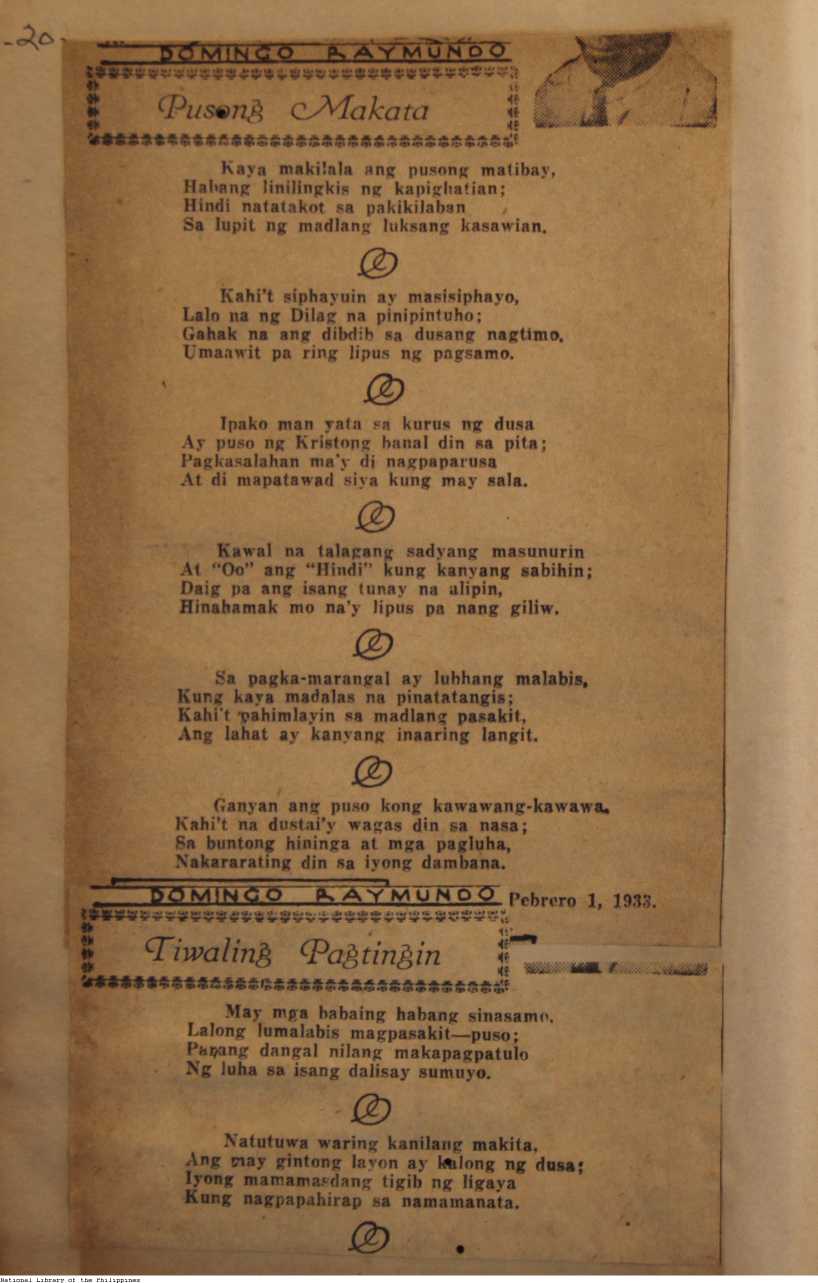 -20-
DOMINGO RAYMUNDO
Pusong Makata
Kaya makilala ang pusong matibay,
Habang linilingkis ng kapighatian;
Hindi natatakot sa pakikilaban
Sa lupit ng madlang luksang kasawian.
Kahi't siphayuin ay masisiphayo,
Lalo na ng Dilag na pinipintuho;
Gahak na ang dibdib sa dusang nagtimo,
Umaawit pa ring lipus ng pagsamo.
Ipako man yata sa kurus ng dusa
Ay puso ng Kristong banal din sa pita;
Pagkasalahan ma'y di nagpaparusa
At di mapatawad siya kung may sala.
Kawal na talagang sadyang masunurin
At "Oo" ang "Hindi" kung kanyang sabihin;
Daig pa ang isang tunay na alipin,
Hinahamak mo na'y lipus pa nang giliw.
Sa pagka-marangal ay lubhang malabis,
Kung kaya madalas na pinatatangis;
Kahi't pahimlayin sa madlang pasakit,
Ang lahat ay kanyang inaaring langit.
Ganyan ang puso kong kawawang-kawawa,
Kahi't na dustai'y wagas din sa nasa;
Sa buntong hininga at mga pagluha,
Nakararating din sa iyong dambana.
DOMINGO RAYMUNDO Pebrero 1, 1933.
Tiwaling Pagtingin
May mga babaing habang sinasamo,
Lalong lumalabis magpasakit—puso;
Parang dangal nilang makapagpatulo
Ng luha sa isang dalisay sumuyo.
Natutuwa waring kanilang makita,
Ang may gintong layon ay kalong ng dusa;
Iyong mamamasdang tigib ng ligaya
Kung nagpapahirap sa namamanata.
National Library of the Philippines